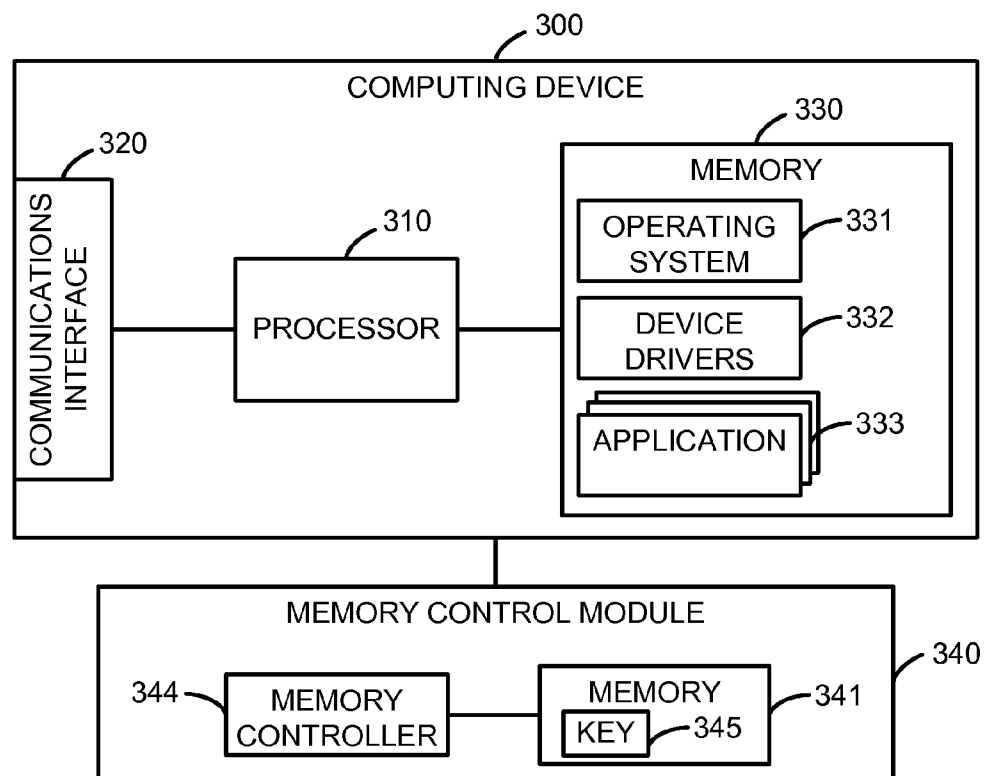 300
COMPUTING DEVICE
320
COMMUNICATIONS
INTERFACE
310
PROCESSOR
330
MEMORY
OPERATING
SYSTEM
331
DEVICE
DRIVERS
332
APPLICATION
333
MEMORY CONTROL MODULE
340
344
MEMORY
CONTROLLER
MEMORY
341
KEY
345